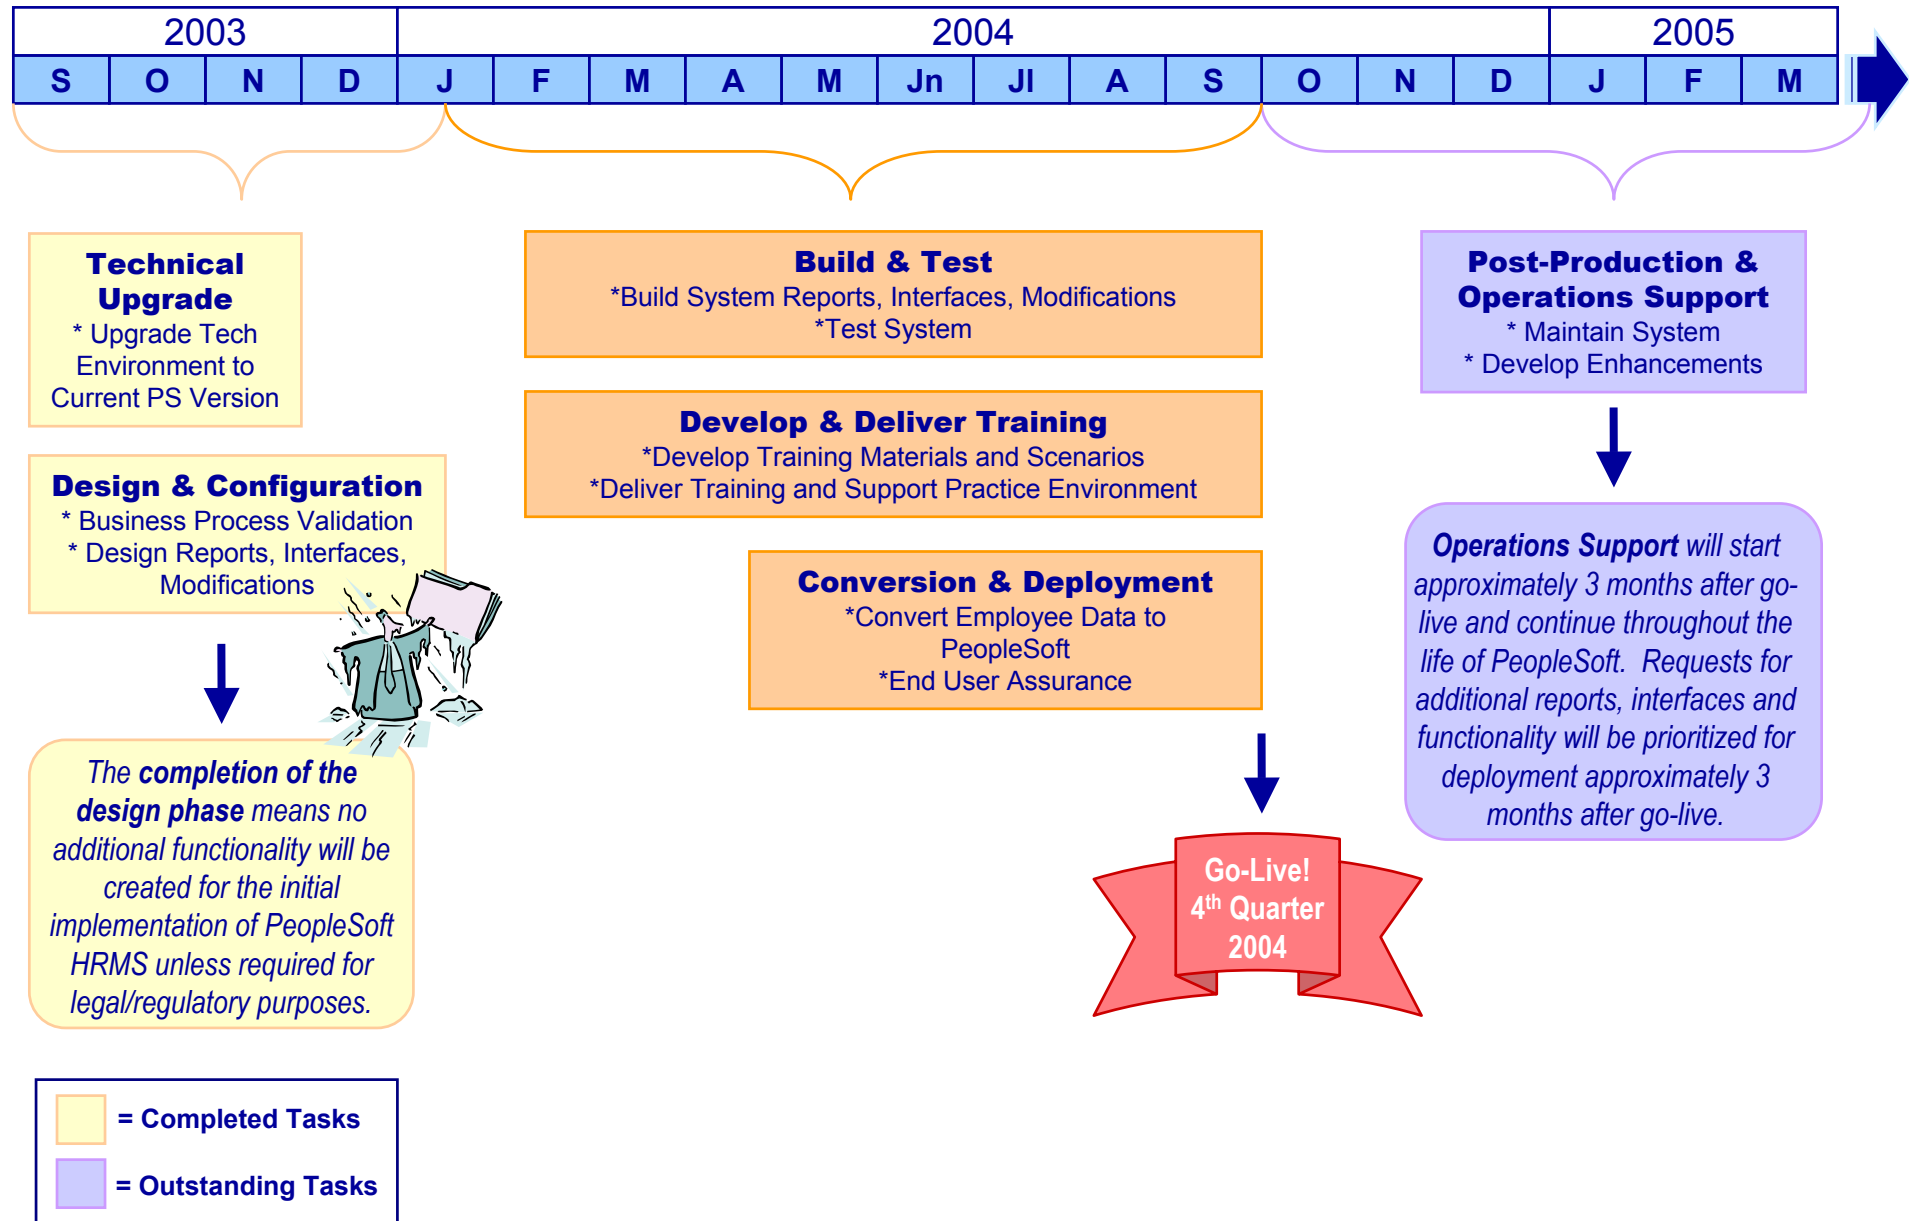 2003 2004 2005
S O N D J F M A M Jn Jl A S O N D J F M
Technical
Upgrade
* Upgrade Tech
Environment to
Current PS Version
Design & Configuration
* Business Process Validation
* Design Reports, Interfaces,
Modifications
The completion of the
design phase means no
additional functionality will be
created for the initial
implementation of PeopleSoft
HRMS unless required for
legal/regulatory purposes.
Build & Test
*Build System Reports, Interfaces, Modifications
*Test System
Develop & Deliver Training
*Develop Training Materials and Scenarios
*Deliver Training and Support Practice Environment
Conversion & Deployment
*Convert Employee Data to
PeopleSoft
*End User Assurance
Go-Live!
4th Quarter
2004
Post-Production &
Operations Support
* Maintain System
* Develop Enhancements
Operations Support will start
approximately 3 months after go-
live and continue throughout the
life of PeopleSoft. Requests for
additional reports, interfaces and
functionality will be prioritized for
deployment approximately 3
months after go-live.
= Completed Tasks
= Outstanding Tasks